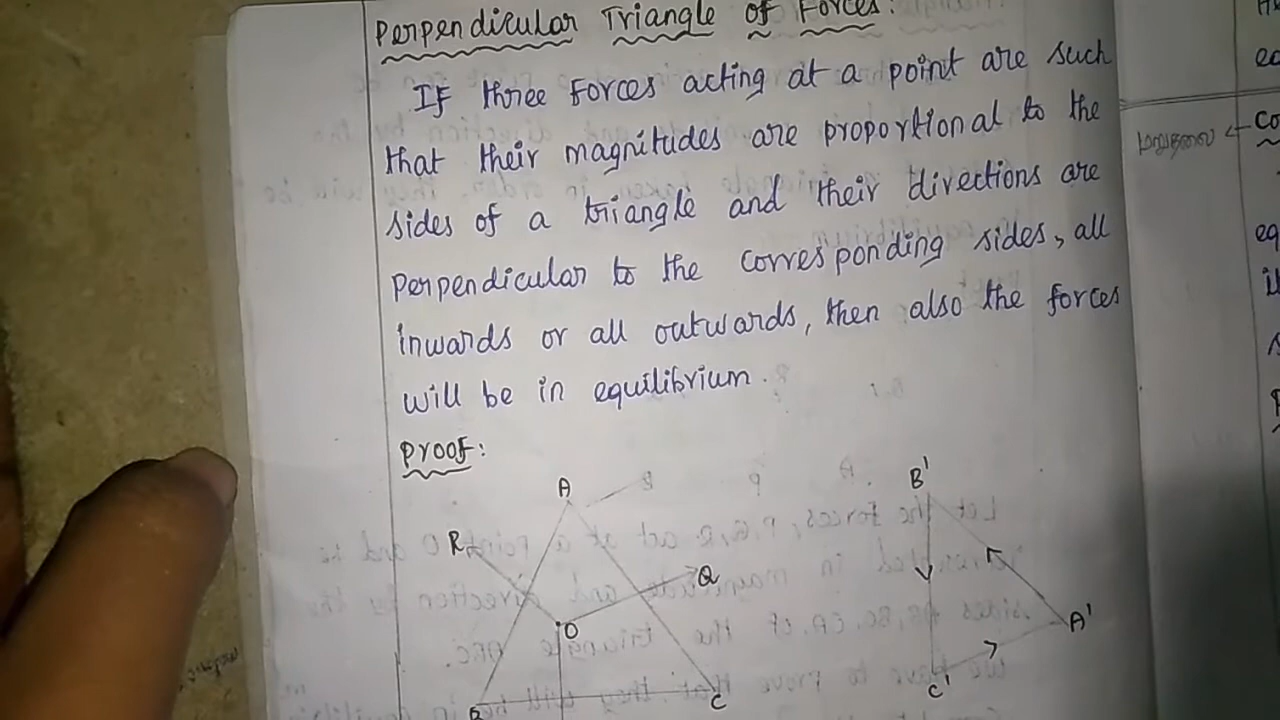 Perpendicular Triangle of Forces:
If three forces acting at a point are such
that their magnitudes are proportional to the
sides of a triangle and their directions are
perpendicular to the corresponding sides, all
inwards or all outwards, then also the forces
will be in equilibrium.
Proof:
A
B'
R
Q
O
A'
B
C
C'